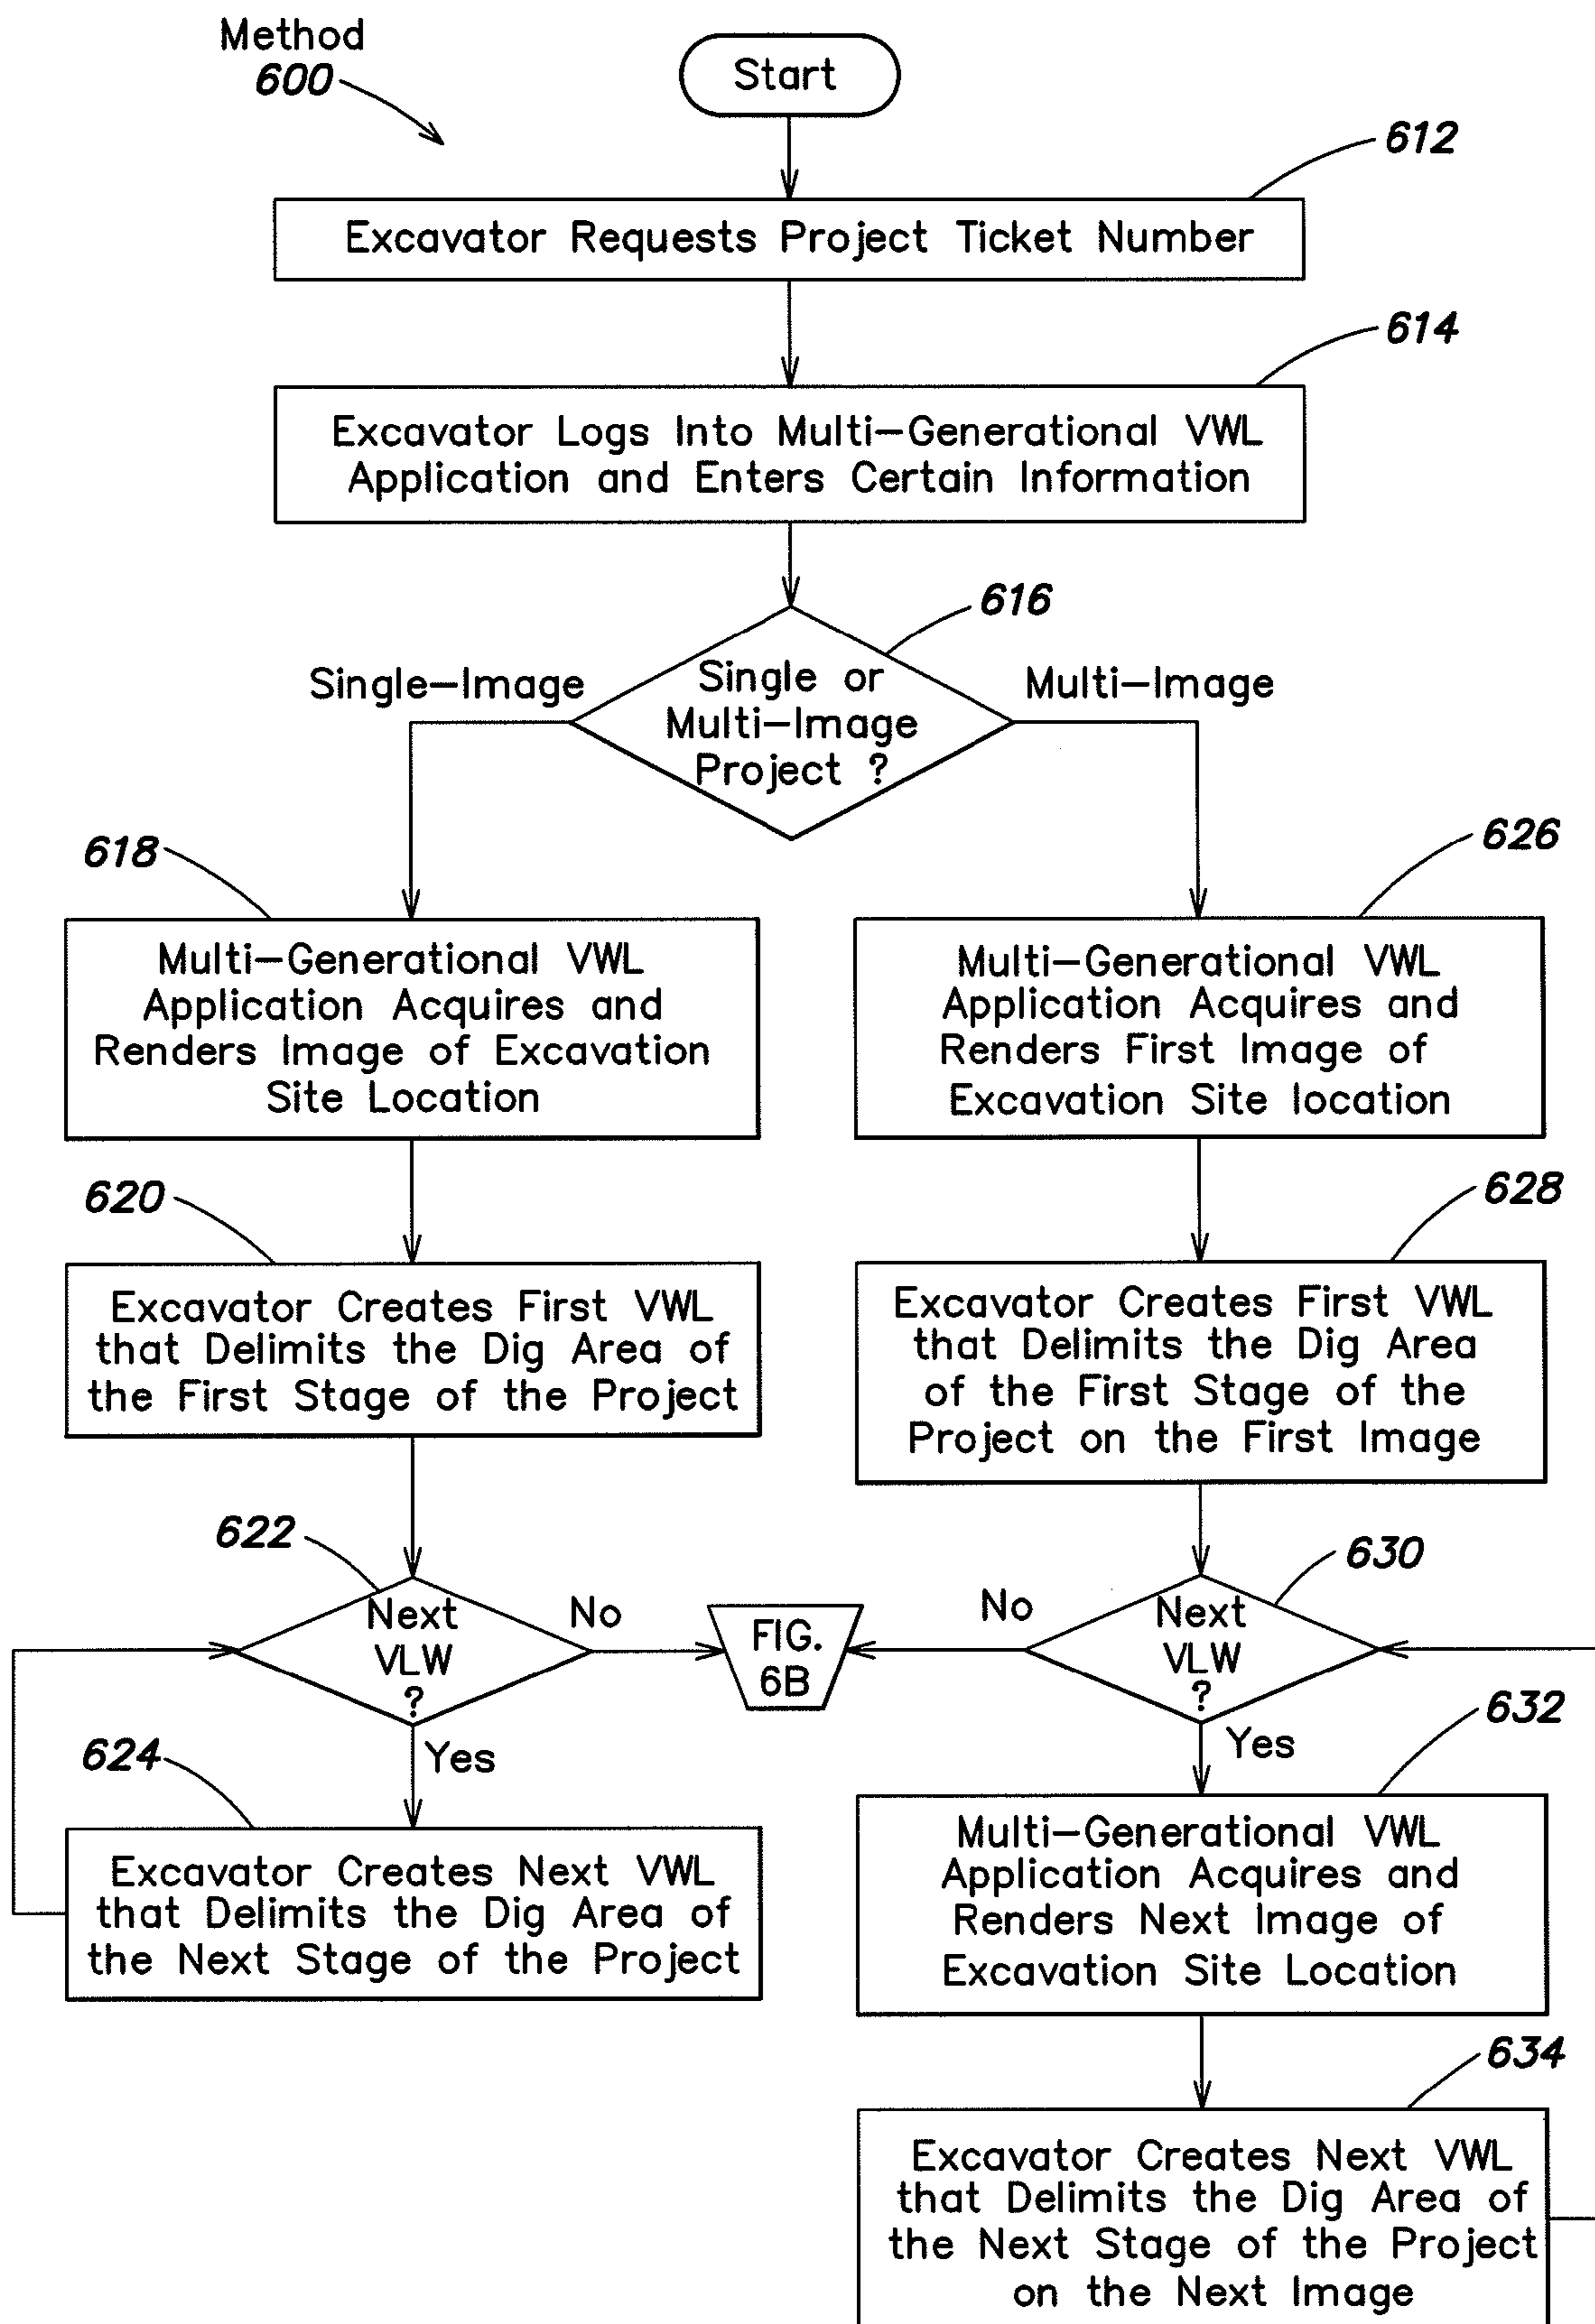 Method
600
Start
612
Excavator Requests Project Ticket Number
614
Excavator Logs Into Multi-Generational VWL
Application and Enters Certain Information
616
Single or
Multi-Image
Project ?
Single-Image
Multi-Image
618
Multi-Generational VWL
Application Acquires and
Renders Image of Excavation
Site Location
626
Multi-Generational VWL
Application Acquires and
Renders First Image of
Excavation Site location
620
Excavator Creates First VWL
that Delimits the Dig Area of
the First Stage of the Project
628
Excavator Creates First VWL
that Delimits the Dig Area
of the First Stage of the
Project on the First Image
622
Next
VLW
?
No
Yes
FIG.
6B
630
No
Next
VLW
?
Yes
624
Excavator Creates Next VWL
that Delimits the Dig Area of
the Next Stage of the Project
632
Multi-Generational VWL
Application Acquires and
Renders Next Image of
Excavation Site Location
634
Excavator Creates Next VWL
that Delimits the Dig Area of
the Next Stage of the Project
on the Next Image